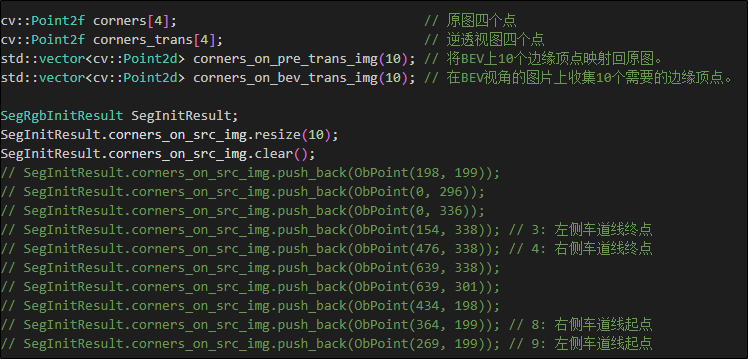 cv::Point2f corners[4]; // 原图四个点
cv::Point2f corners_trans[4]; // 逆透视图四个点
std::vector<cv::Point2d> corners_on_pre_trans_img(10); // 将BEV上10个边缘顶点映射回原图。
std::vector<cv::Point2d> corners_on_bev_trans_img(10); // 在BEV视角的图片上收集10个需要的边缘顶点。
SegRgbInitResult SegInitResult;
SegInitResult.corners_on_src_img.resize(10);
SegInitResult.corners_on_src_img.clear();
// SegInitResult.corners_on_src_img.push_back(ObPoint(198, 199));
// SegInitResult.corners_on_src_img.push_back(ObPoint(0, 296));
// SegInitResult.corners_on_src_img.push_back(ObPoint(0, 336));
// SegInitResult.corners_on_src_img.push_back(ObPoint(154, 338)); // 3: 左侧车道线终点
// SegInitResult.corners_on_src_img.push_back(ObPoint(476, 338)); // 4: 右侧车道线终点
// SegInitResult.corners_on_src_img.push_back(ObPoint(639, 338));
// SegInitResult.corners_on_src_img.push_back(ObPoint(639, 301));
// SegInitResult.corners_on_src_img.push_back(ObPoint(434, 198));
// SegInitResult.corners_on_src_img.push_back(ObPoint(364, 199)); // 8: 右侧车道线起点
// SegInitResult.corners_on_src_img.push_back(ObPoint(269, 199)); // 9: 左侧车道线起点